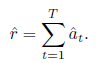 r̂ = ∑_{t=1}^{T} â_t.